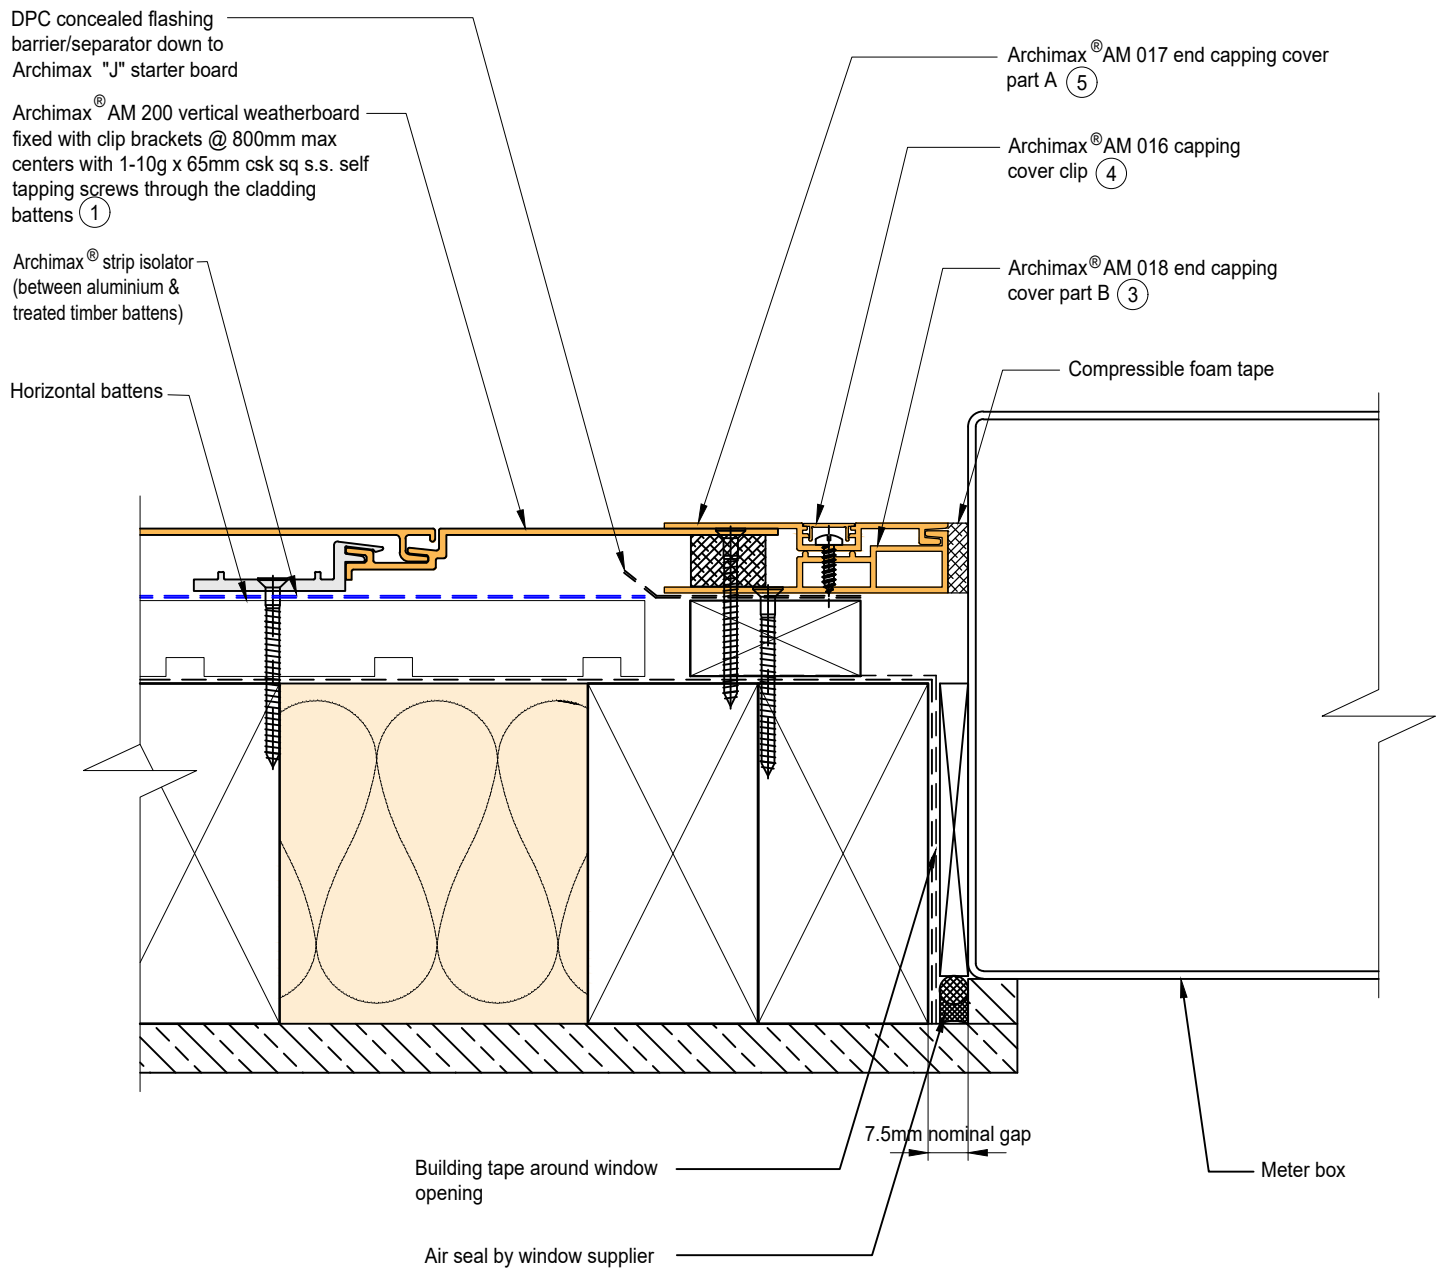 DPC concealed flashing
barrier/separator down to
Archimax "J" starter board
Archimax® AM 200 vertical weatherboard
fixed with clip brackets @ 800mm max
centers with 1-10g x 65mm csk sq s.s. self
tapping screws through the cladding
battens 1
Archimax® strip isolator
(between aluminium &
treated timber battens)
Horizontal battens
Archimax® AM 017 end capping cover
part A 5
Archimax® AM 016 capping
cover clip 4
Archimax® AM 018 end capping
cover part B 3
Compressible foam tape
7.5mm nominal gap
Building tape around window
opening
Meter box
Air seal by window supplier